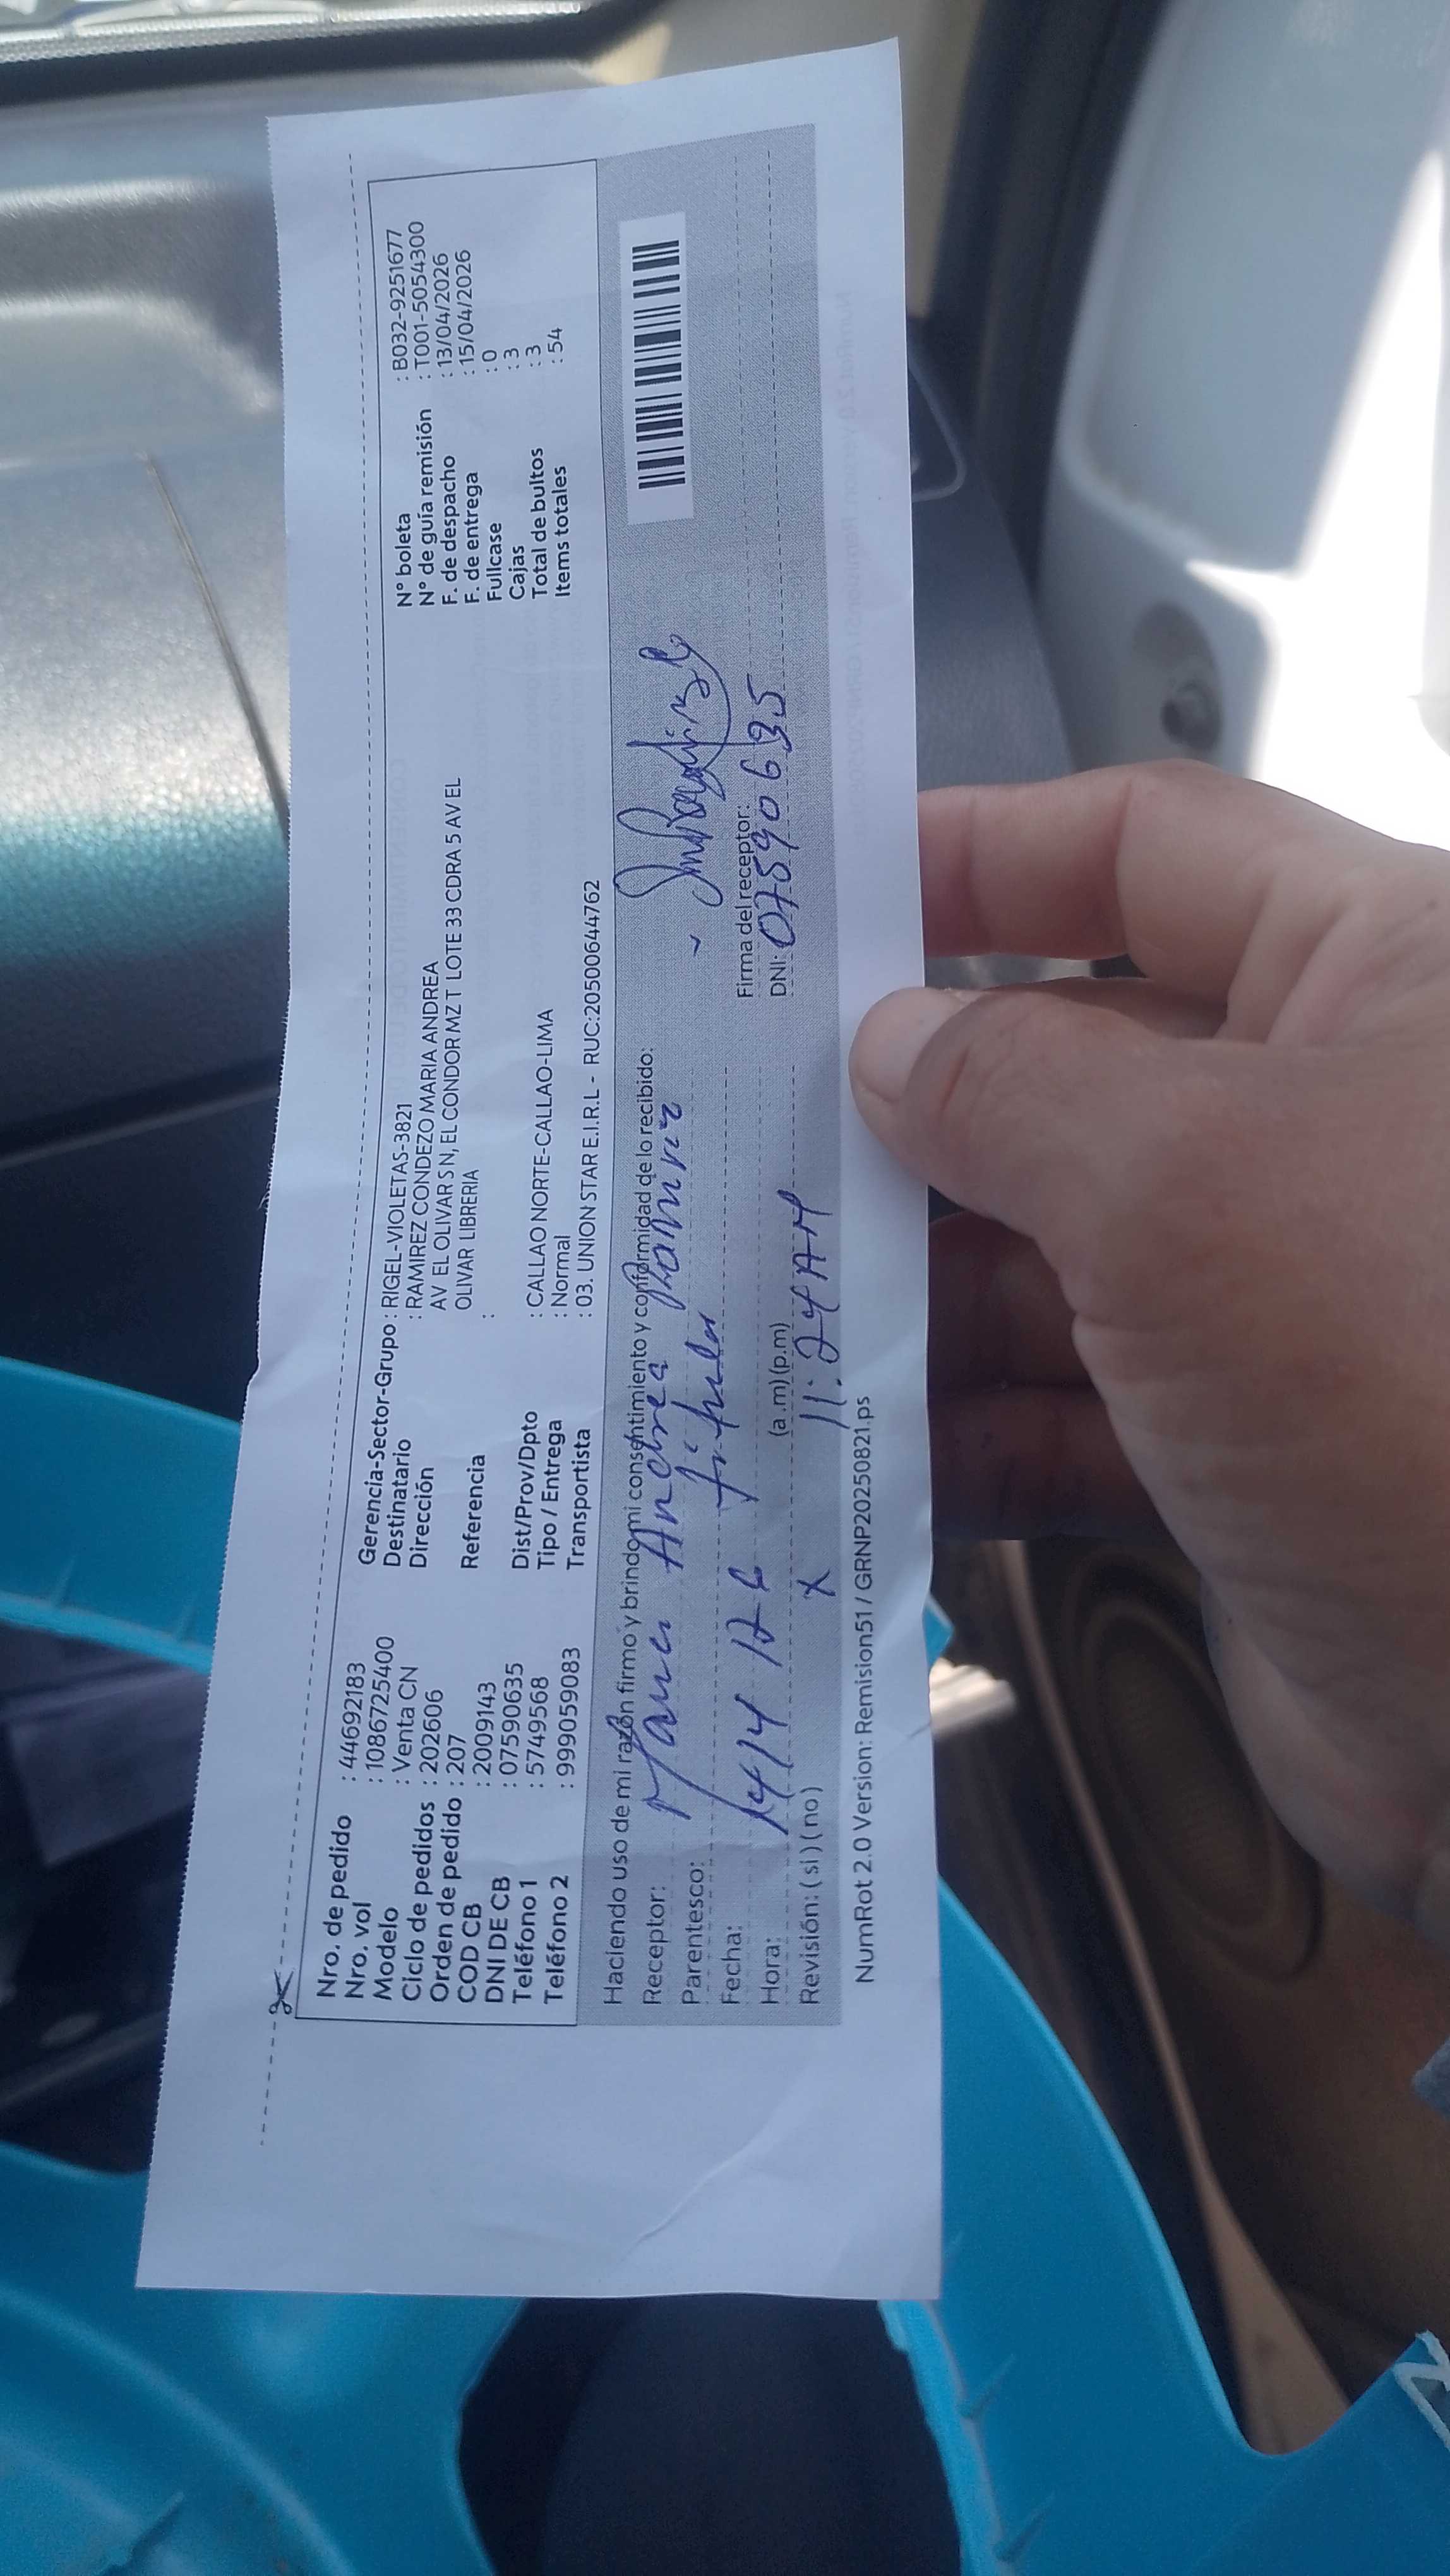 Nro. de pedido : 44692183
Nro. vol : 1086725400
Modelo : Venta CN
Ciclo de pedidos : 202606
Orden de pedido : 207
COD CB : 2009143
DNI DE CB : 07590635
Teléfono 1 : 5749568
Teléfono 2 : 999059083
Gerencia-Sector-Grupo : RIGEL-VIOLETAS-3821
Destinatario : RAMIREZ CONDEZO MARIA ANDREA
Dirección AV EL OLIVAR S N, EL CONDOR MZ T LOTE 33 CDRA 5 AV EL
OLIVAR LIBRERIA
Referencia :
Dist/Prov/Dpto : CALLAO NORTE-CALLAO-LIMA
Tipo / Entrega : Normal
Transportista : 03. UNION STAR E.I.R.L - RUC:20500644762
N° boleta : B032-9251677
N° de guía remisión : T001-5054300
F. de despacho : 13/04/2026
F. de entrega : 15/04/2026
Fullcase : 0
Cajas : 3
Total de bultos : 3
Items totales : 54
Haciendo uso de mi razón firmo y brindo mi consentimiento y conformidad de lo recibido:
Receptor: Maria Andrea
Parentesco:
Fecha: 14/4/26
Hora: (a.m) (p.m) 11:24 AM
Revisión: ( si ) ( no ) x
Firma del receptor:
DNI: 07590635
NumRot 2.0 Version: Remision51 / GRNP20250821.ps